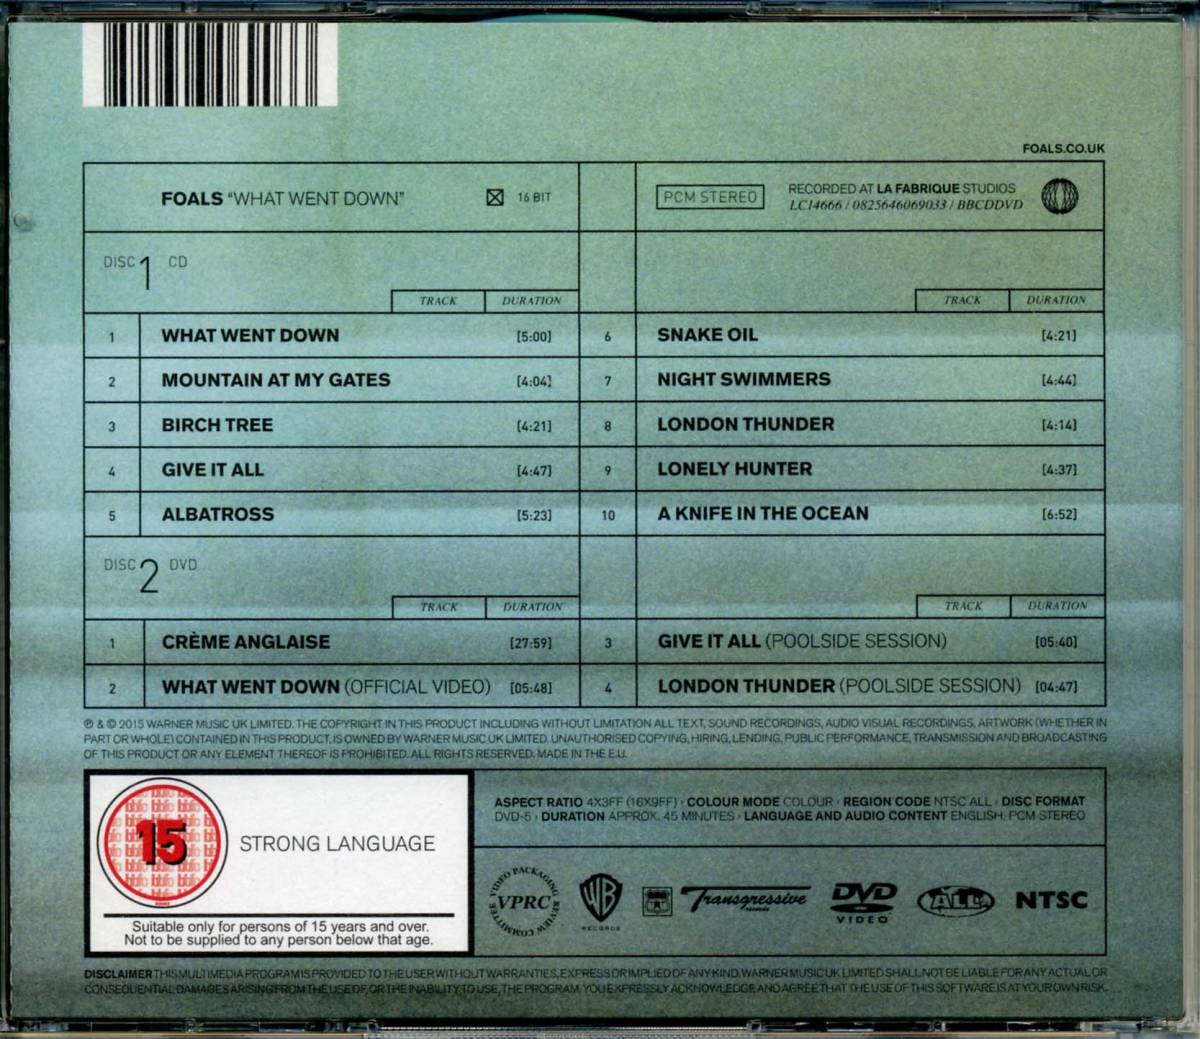 FOALS.CO.UK
FOALS "WHAT WENT DOWN" 16 BIT
PCM STEREO
RECORDED AT LA FABRIQUE STUDIOS
LC14666 / 0825646069033 / BBCDDVD
DISC 1 CD
TRACK DURATION TRACK DURATION
1 WHAT WENT DOWN [5:00]
2 MOUNTAIN AT MY GATES [4:04]
3 BIRCH TREE [4:21]
4 GIVE IT ALL [4:47]
5 ALBATROSS [5:23]
6 SNAKE OIL [4:21]
7 NIGHT SWIMMERS [4:44]
8 LONDON THUNDER [4:14]
9 LONELY HUNTER [4:37]
10 A KNIFE IN THE OCEAN [6:52]
DISC 2 DVD
TRACK DURATION TRACK DURATION
1 CRÈME ANGLAISE [27:59]
2 WHAT WENT DOWN (OFFICIAL VIDEO) [05:48]
3 GIVE IT ALL (POOLSIDE SESSION) [05:40]
4 LONDON THUNDER (POOLSIDE SESSION) [04:47]
℗ & © 2015 WARNER MUSIC UK LIMITED. THE COPYRIGHT IN THIS PRODUCT INCLUDING WITHOUT LIMITATION ALL TEXT, SOUND RECORDINGS, AUDIO VISUAL RECORDINGS, ARTWORK (WHETHER IN
PART OR WHOLE) CONTAINED IN THIS PRODUCT, IS OWNED BY WARNER MUSIC UK LIMITED. UNAUTHORISED COPYING, HIRING, LENDING, PUBLIC PERFORMANCE, TRANSMISSION AND BROADCASTING
OF THIS PRODUCT OR ANY ELEMENT THEREOF IS PROHIBITED. ALL RIGHTS RESERVED. MADE IN THE E.U.
15
STRONG LANGUAGE
Suitable only for persons of 15 years and over.
Not to be supplied to any person below that age.
ASPECT RATIO 4X3FF (16X9FF) · COLOUR MODE COLOUR · REGION CODE NTSC ALL · DISC FORMAT
DVD-5 · DURATION APPROX. 45 MINUTES · LANGUAGE AND AUDIO CONTENT ENGLISH: PCM STEREO
VIDEO PACKAGING REVIEW COMMITTEE
VPRC
WB
RECORDS
Transgressive
records
DVD
VIDEO
ALL
NTSC
DISCLAIMER THIS MULTIMEDIA PROGRAM IS PROVIDED TO THE USER WITHOUT WARRANTIES, EXPRESS OR IMPLIED OF ANY KIND. WARNER MUSIC UK LIMITED SHALL NOT BE LIABLE FOR ANY ACTUAL OR
CONSEQUENTIAL DAMAGES ARISING FROM THE USE OF, OR THE INABILITY TO USE, THE PROGRAM. YOU EXPRESSLY ACKNOWLEDGE AND AGREE THAT THE USE OF THIS SOFTWARE IS AT YOUR OWN RISK.